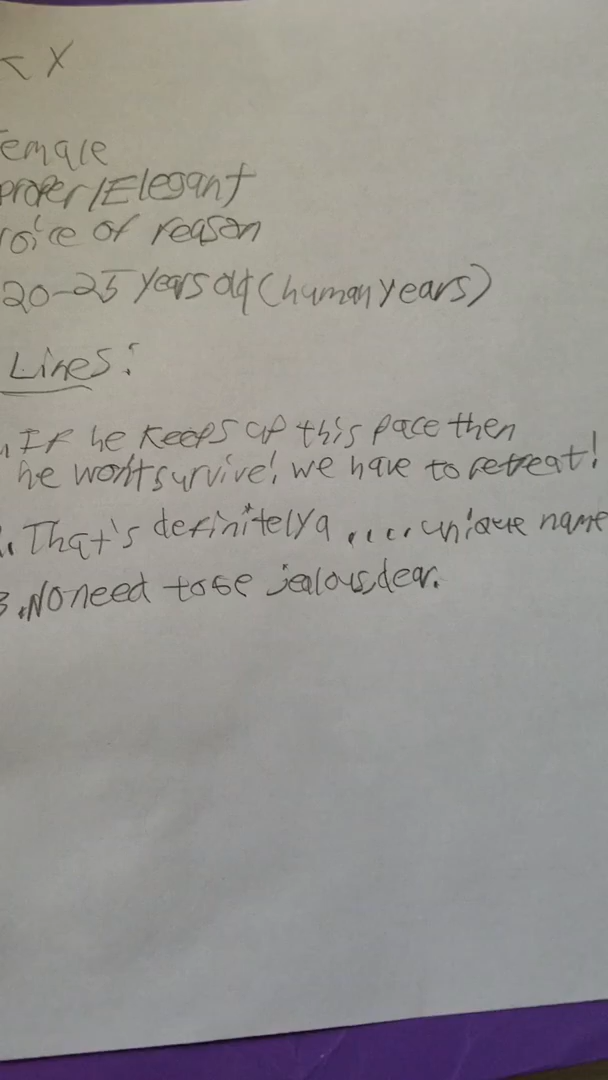 X
emale
proper/Elegant
oice of reason
20-25 years old (human years)
Lines:
1. If he keeps up this pace then
he won't survive! we have to retreat!
2. That's definitely a .... unique name
3. No need to be jealous, dear.